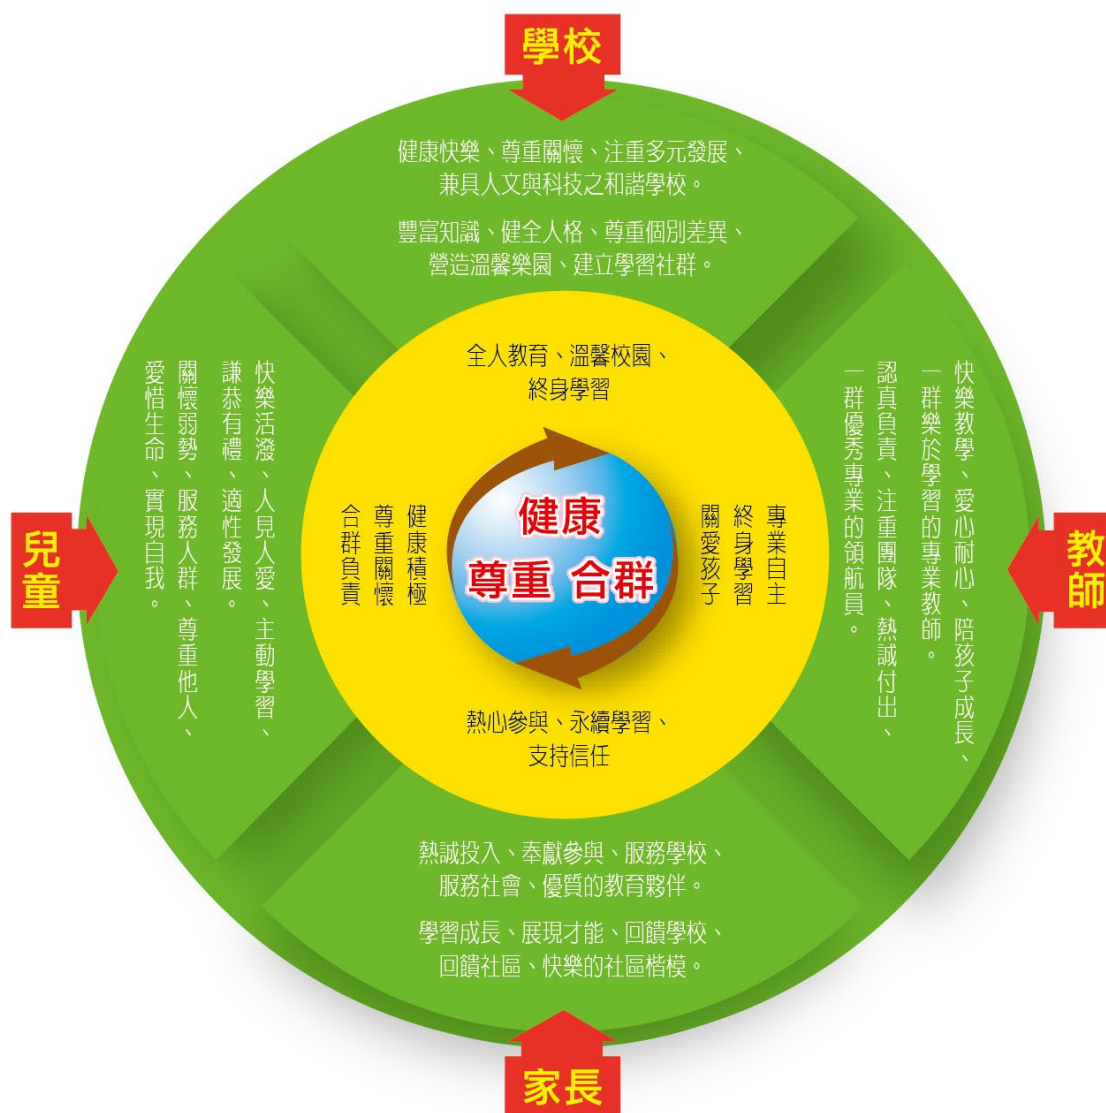 學校
健康快樂、尊重關懷、注重多元發展、
兼具人文與科技之和諧學校。
豐富知識、健全人格、尊重個別差異、
營造溫馨樂園、建立學習社群。
全人教育、溫馨校園、
終身學習
教師
快樂教學、愛心耐心、陪孩子成長、
一群樂於學習的專業教師。
認真負責、注重團隊、熱誠付出、
一群優秀專業的領航員。
專業自主
終身學習
關愛孩子
健康
尊重 合群
健康積極
尊重關懷
合群負責
兒童
快樂活潑、人見人愛、主動學習、
謙恭有禮、適性發展。
關懷弱勢、服務人群、尊重他人、
愛惜生命、實現自我。
熱心參與、永續學習、
支持信任
熱誠投入、奉獻參與、服務學校、
服務社會、優質的教育夥伴。
學習成長、展現才能、回饋學校、
回饋社區、快樂的社區楷模。
家長